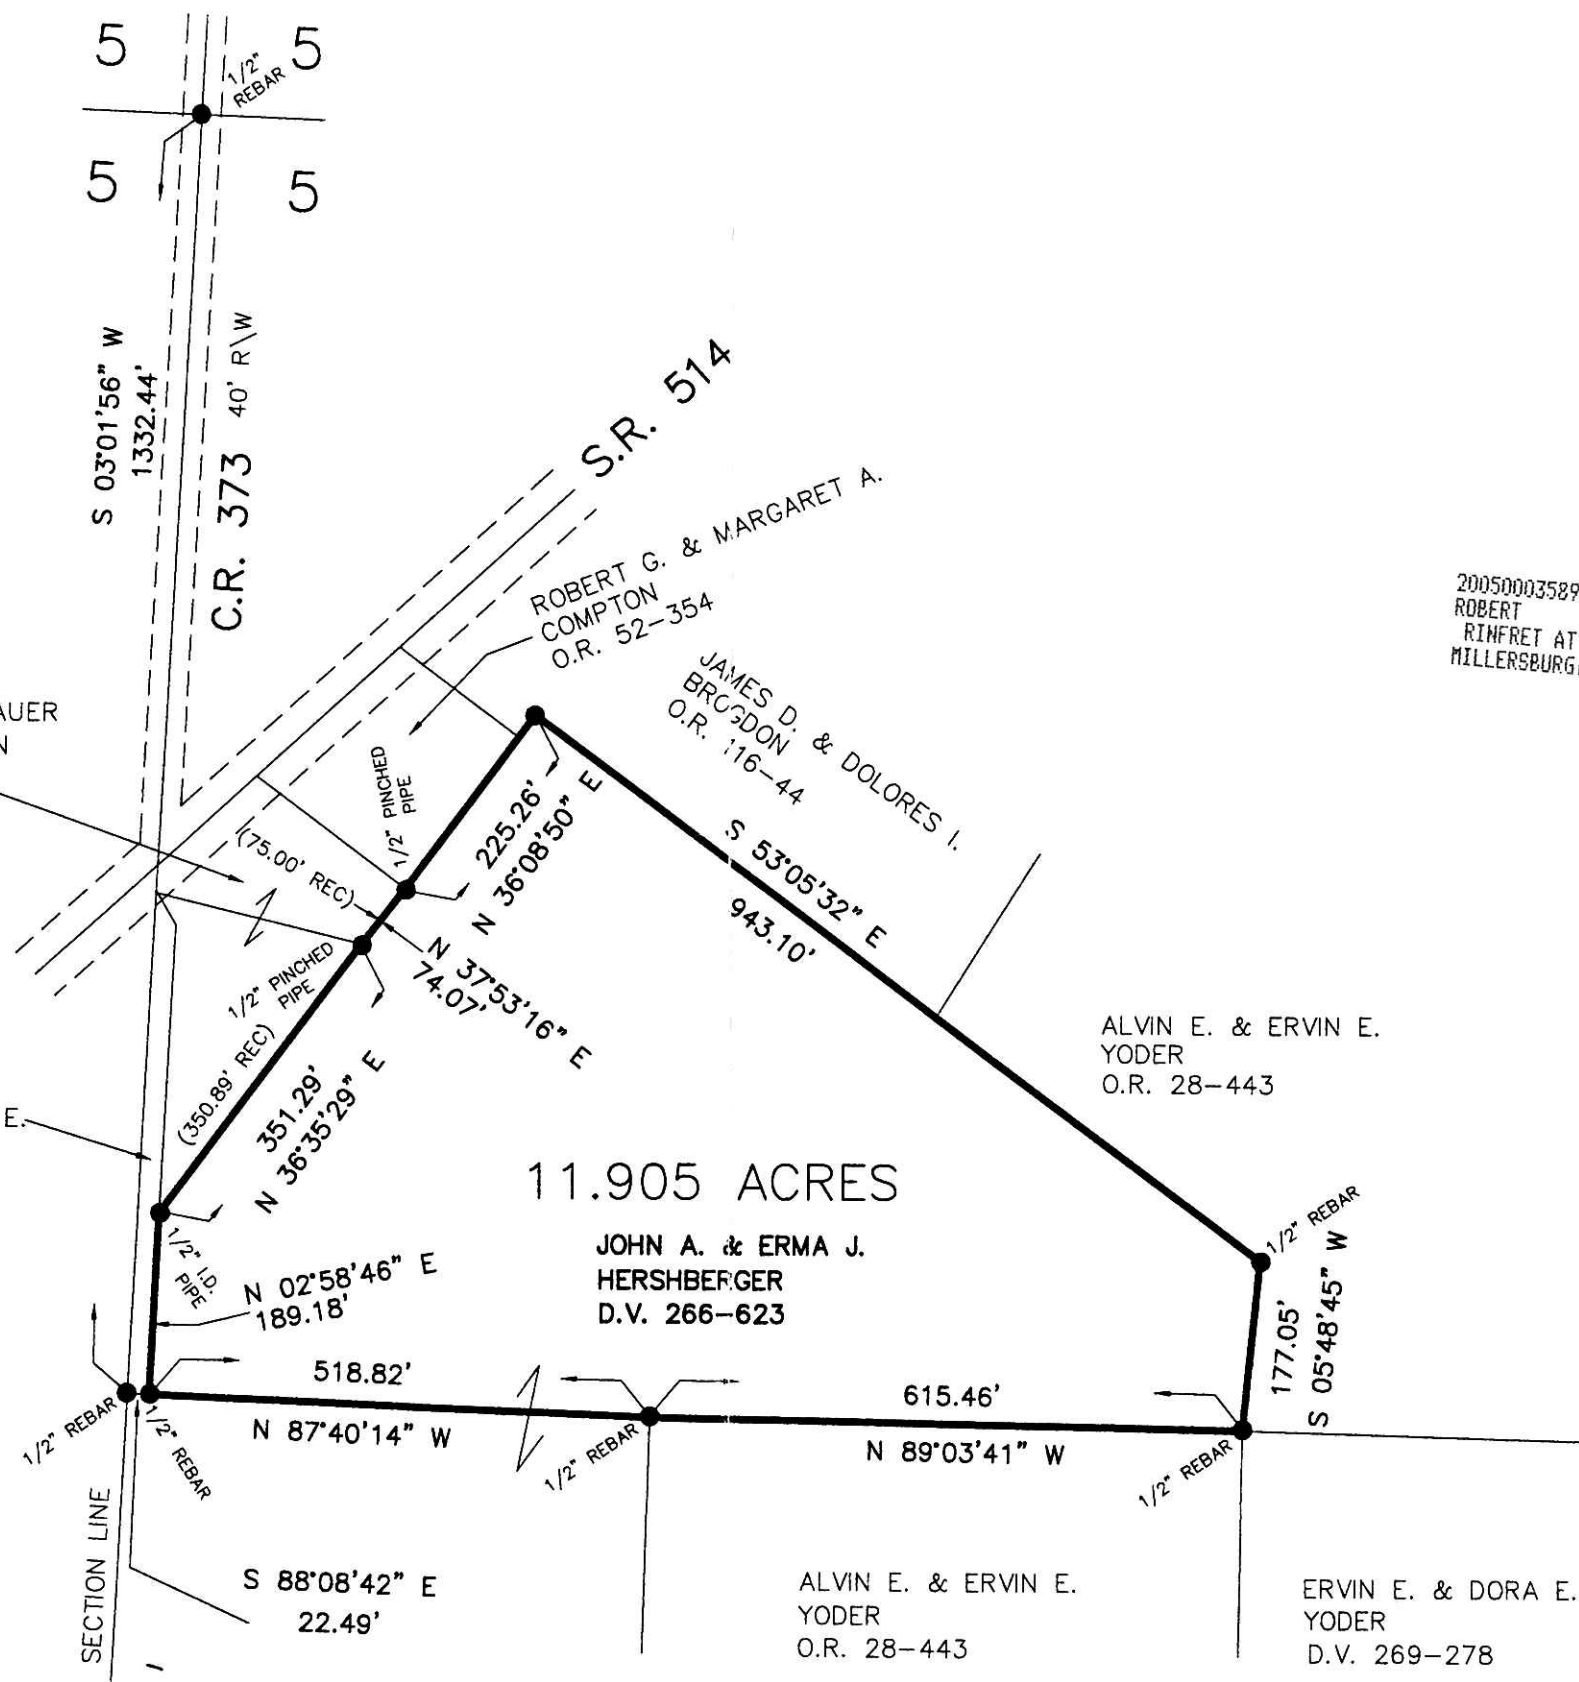 5
5
1/2"
REBAR
5
5
S 03°01'56" W
1332.44'
C.R. 373 40' R\W
S.R. 514
ROBERT G. & MARGARET A.
COMPTON
O.R. 52-354
JAMES D. & DOLORES I.
BROGDON
O.R. 116-44
20050003589
ROBERT
RINFRET AT
MILLERSBURG
AUER
N
1/2" PINCHED
PIPE
(75.00' REC)
225.26'
N 36°08'50" E
S 53°05'32" E
943.10'
1/2" PINCHED
PIPE
N 37°53'16" E
74.07'
(350.89' REC)
351.29'
N 36°35'29" E
ALVIN E. & ERVIN E.
YODER
O.R. 28-443
E.
11.905 ACRES
JOHN A. & ERMA J.
HERSHBERGER
D.V. 266-623
1/2" I.D.
PIPE
N 02°58'46" E
189.18'
1/2" REBAR
177.05'
S 05°48'45" W
518.82'
N 87°40'14" W
615.46'
N 89°03'41" W
1/2" REBAR
1/2" REBAR
1/2" REBAR
1/2" REBAR
SECTION LINE
S 88°08'42" E
22.49'
ALVIN E. & ERVIN E.
YODER
O.R. 28-443
ERVIN E. & DORA E.
YODER
D.V. 269-278